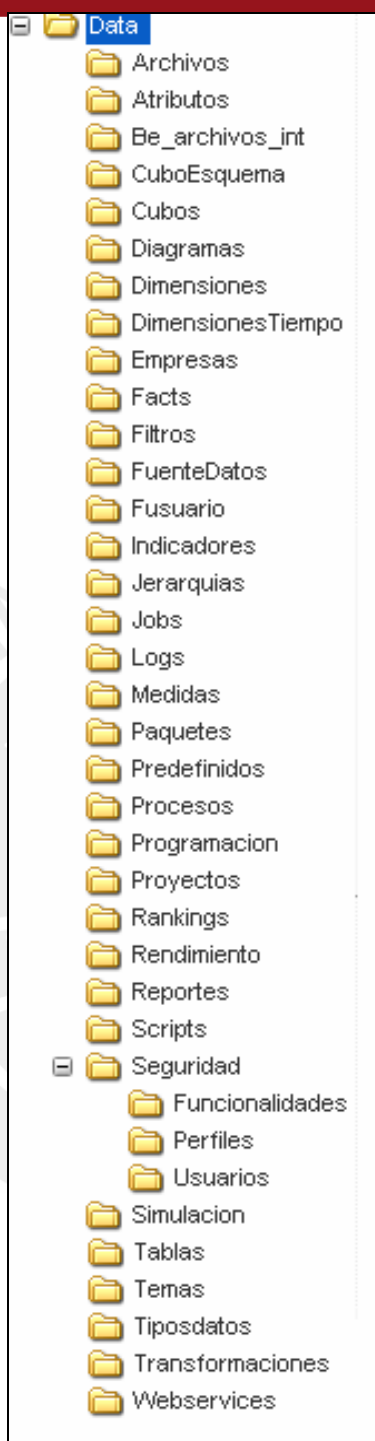 Data
Archivos
Atributos
Be_archivos_int
CuboEsquema
Cubos
Diagramas
Dimensiones
DimensionesTiempo
Empresas
Facts
Filtros
FuenteDatos
Fusuario
Indicadores
Jerarquias
Jobs
Logs
Medidas
Paquetes
Predefinidos
Procesos
Programacion
Proyectos
Rankings
Rendimiento
Reportes
Scripts
Seguridad
Funcionalidades
Perfiles
Usuarios
Simulacion
Tablas
Temas
Tiposdatos
Transformaciones
Webservices